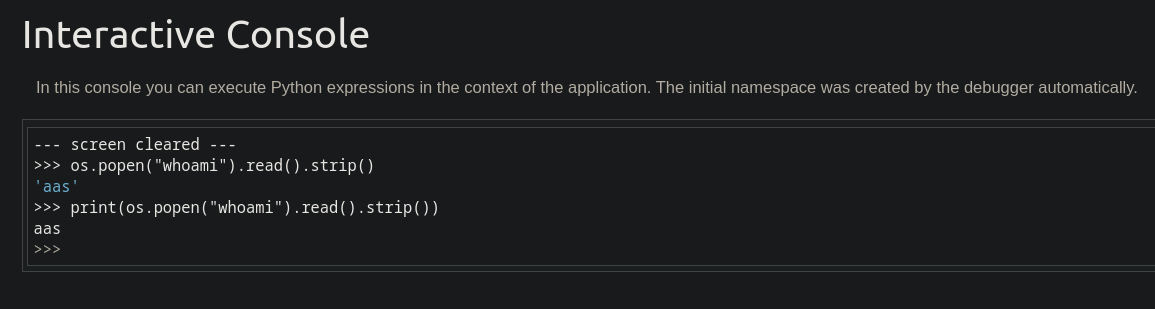 Interactive Console
In this console you can execute Python expressions in the context of the application. The initial namespace was created by the debugger automatically.
--- screen cleared ---
>>> os.popen("whoami").read().strip()
'aas'
>>> print(os.popen("whoami").read().strip())
aas
>>>